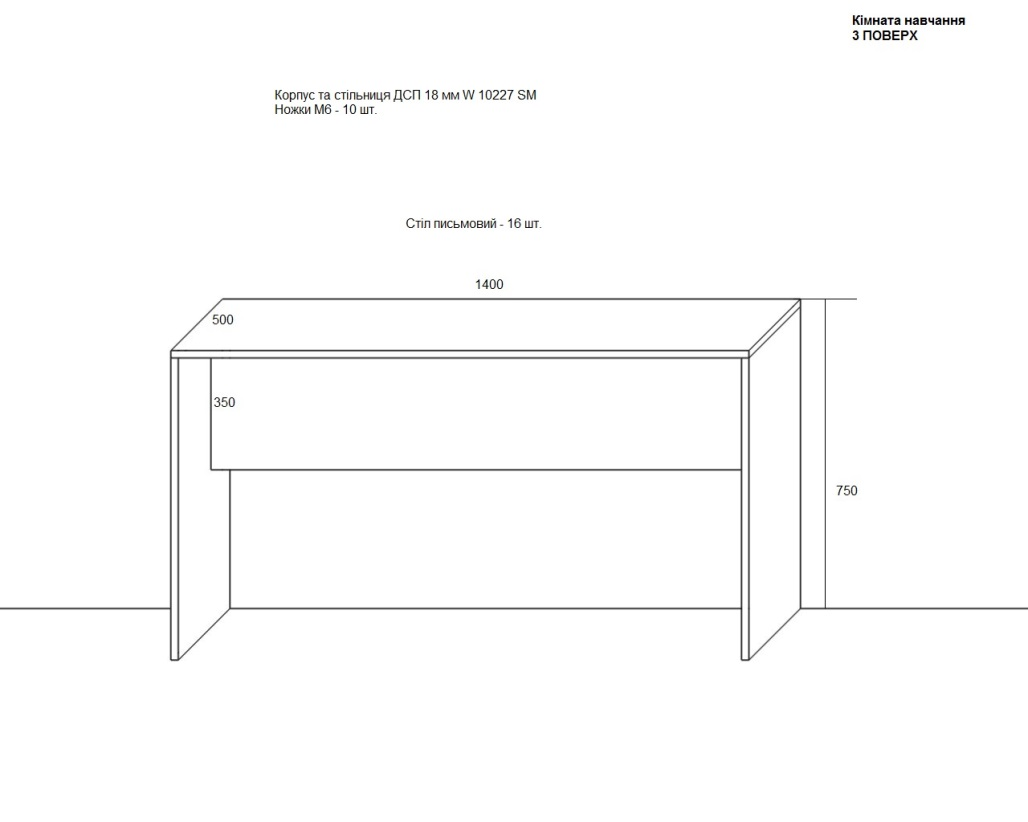 Кімната навчання
3 ПОВЕРХ
Корпус та стільниця ДСП 18 мм W 10227 SM
Ножки М6 - 10 шт.
Стіл письмовий - 16 шт.
1400
500
350
750